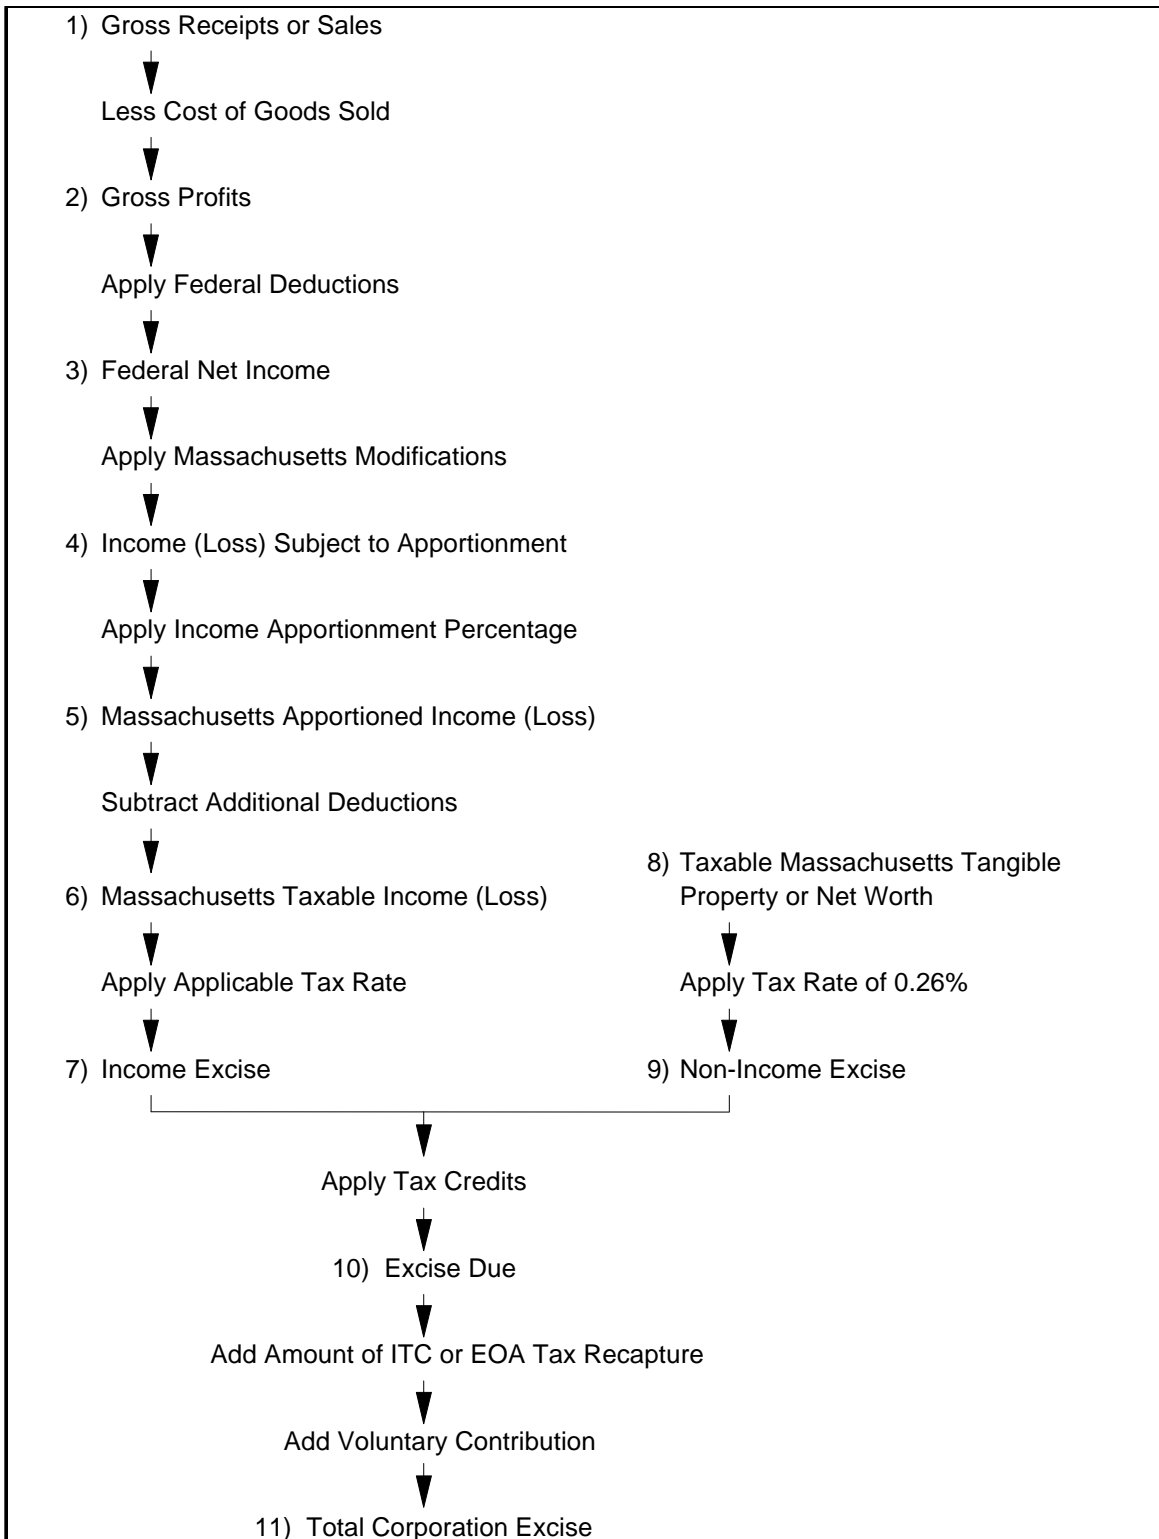 1) Gross Receipts or Sales
Less Cost of Goods Sold
2) Gross Profits
Apply Federal Deductions
3) Federal Net Income
Apply Massachusetts Modifications
4) Income (Loss) Subject to Apportionment
Apply Income Apportionment Percentage
5) Massachusetts Apportioned Income (Loss)
Subtract Additional Deductions
6) Massachusetts Taxable Income (Loss)
Apply Applicable Tax Rate
7) Income Excise
8) Taxable Massachusetts Tangible
Property or Net Worth
Apply Tax Rate of 0.26%
9) Non-Income Excise
Apply Tax Credits
10) Excise Due
Add Amount of ITC or EOA Tax Recapture
Add Voluntary Contribution
11) Total Corporation Excise